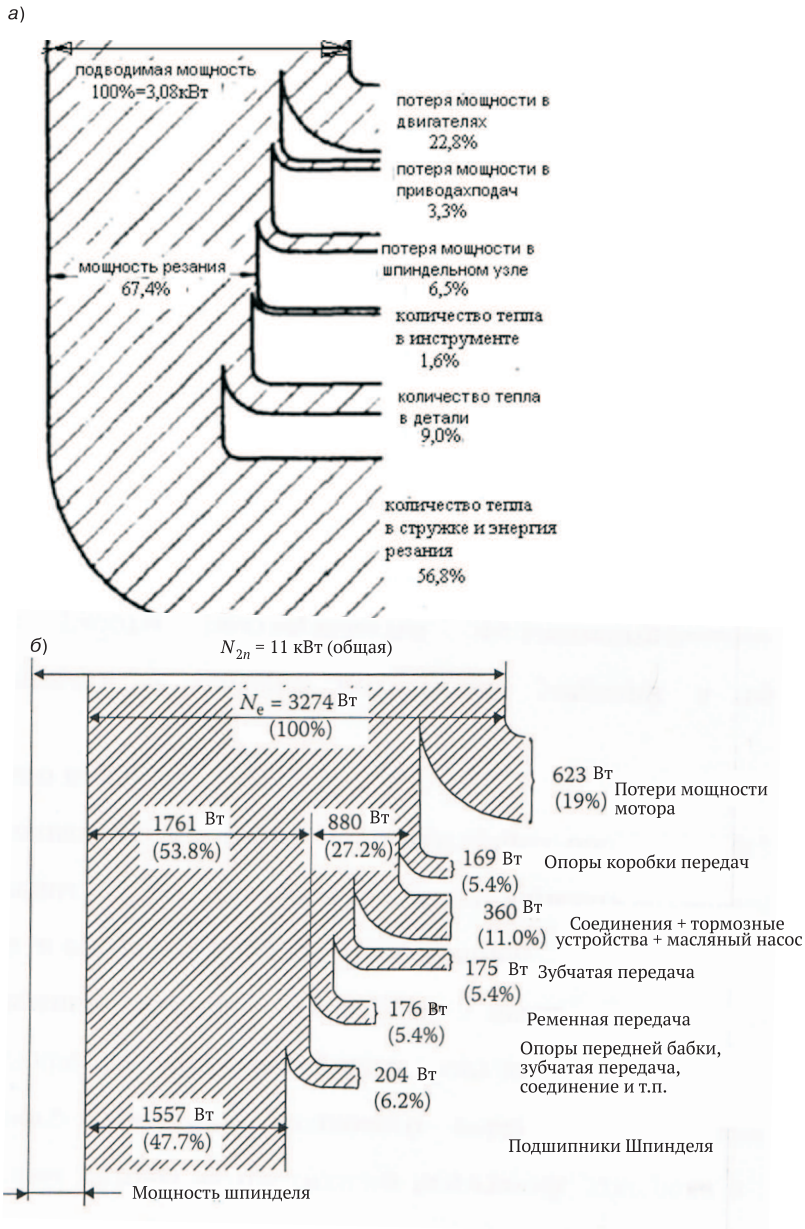 а)
подводимая мощность
100%=3,08кВт
потеря мощности в
двигателях
22,8%
потеря мощности в
приводахподач
3,3%
потеря мощности в
шпиндельном узле
6,5%
мощность резания
67,4%
количество тепла
в инструменте
1,6%
количество тепла
в детали
9,0%
количество тепла
в стружке и энергия
резания
56,8%
б)
N2n = 11 кВт (общая)
Ne = 3274 Вт
(100%)
623 Вт
(19%)
Потери мощности
мотора
1761 Вт
(53.8%)
880 Вт
(27.2%)
169 Вт
(5.4%)
Опоры коробки передач
360 Вт
(11.0%)
Соединения + тормозные
устройства + масляный насос
175 Вт
(5.4%)
Зубчатая передача
176 Вт
(5.4%)
Ременная передача
Опоры передней бабки,
зубчатая передача,
соединение и т.п.
204 Вт
(6.2%)
1557 Вт
(47.7%)
Подшипники Шпинделя
Мощность шпинделя